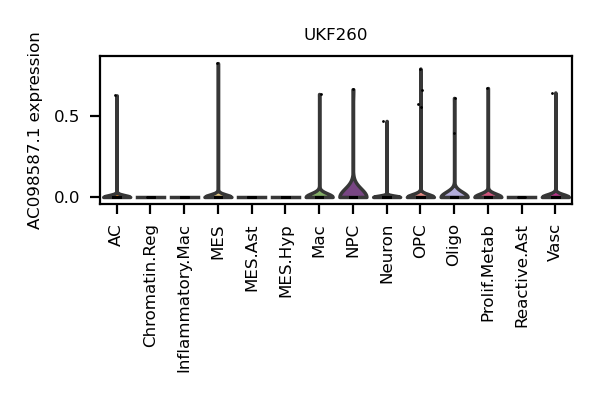 UKF260
AC098587.1 expression
0.5
0.0
AC
Chromatin.Reg
Inflammatory.Mac
MES
MES.Ast
MES.Hyp
Mac
NPC
Neuron
OPC
Oligo
Prolif.Metab
Reactive.Ast
Vasc